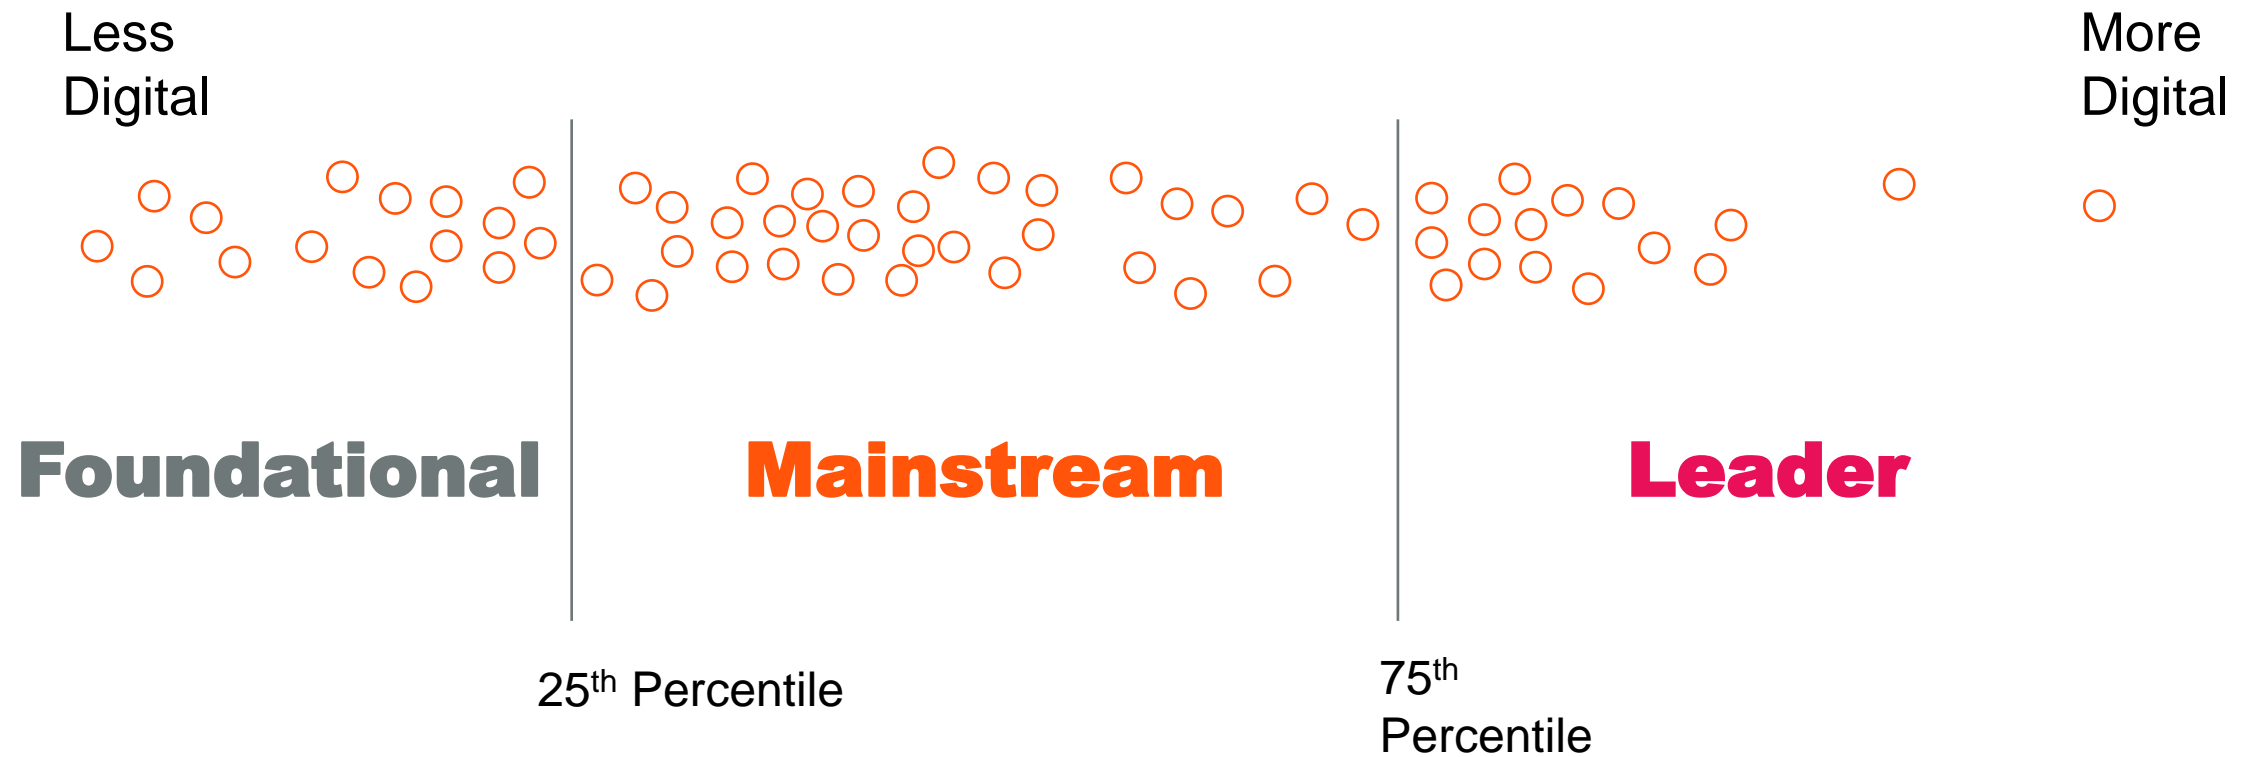 Less
Digital
More
Digital
Foundational
Mainstream
Leader
25th Percentile
75th
Percentile